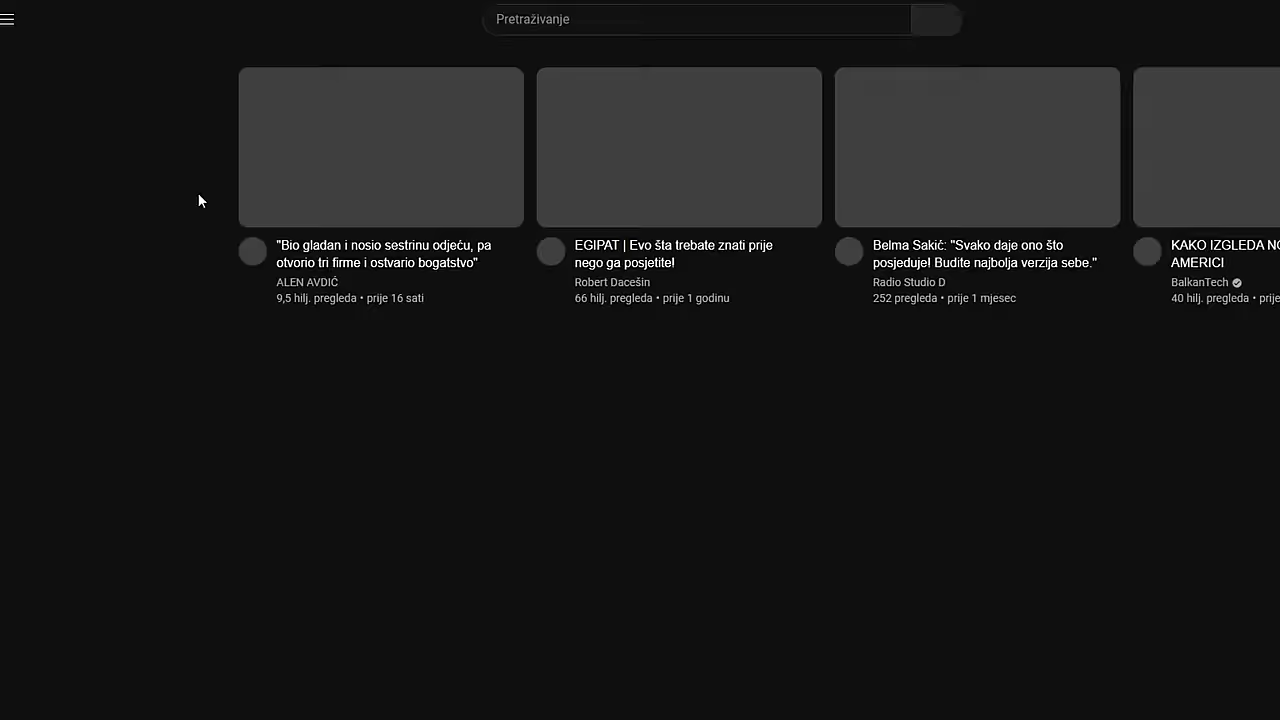 Pretraživanje
"Bio gladan i nosio sestrinu odjeću, pa
otvorio tri firme i ostvario bogatstvo"
ALEN AVDIĆ
9,5 hilj. pregleda • prije 16 sati
EGIPAT | Evo šta trebate znati prije
nego ga posjetite!
Robert Dacešin
66 hilj. pregleda • prije 1 godinu
Belma Sakić: "Svako daje ono što
posjeduje! Budite najbolja verzija sebe."
Radio Studio D
252 pregleda • prije 1 mjesec
KAKO IZGLEDA
AMERICI
BalkanTech
40 hilj. pregleda • prije